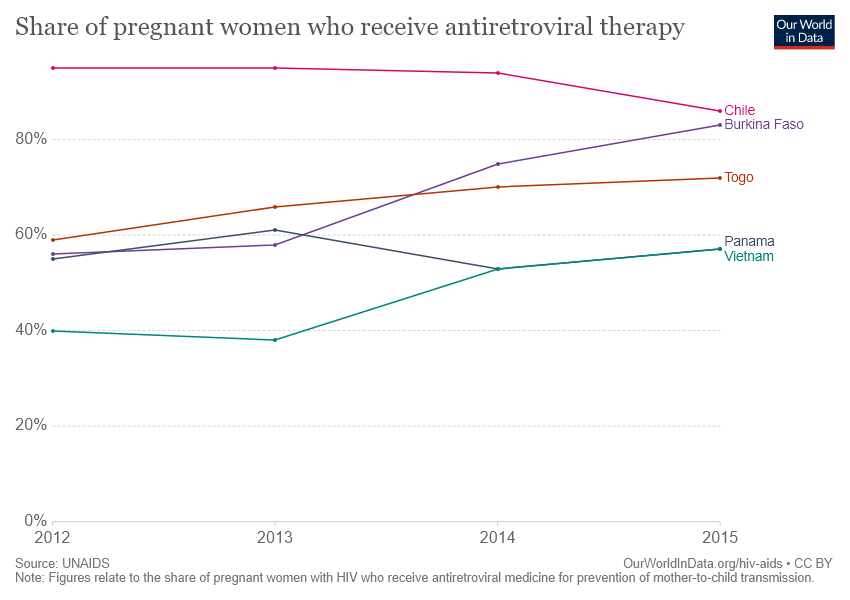 Share of pregnant women who receive antiretroviral therapy
Our World
in Data
80%
60%
40%
20%
0%
Chile
Burkina Faso
Togo
Panama
Vietnam
2012
2013
2014
2015
Source: UNAIDS
OurWorldInData.org/hiv-aids • CC BY
Note: Figures relate to the share of pregnant women with HIV who receive antiretroviral medicine for prevention of mother-to-child transmission.